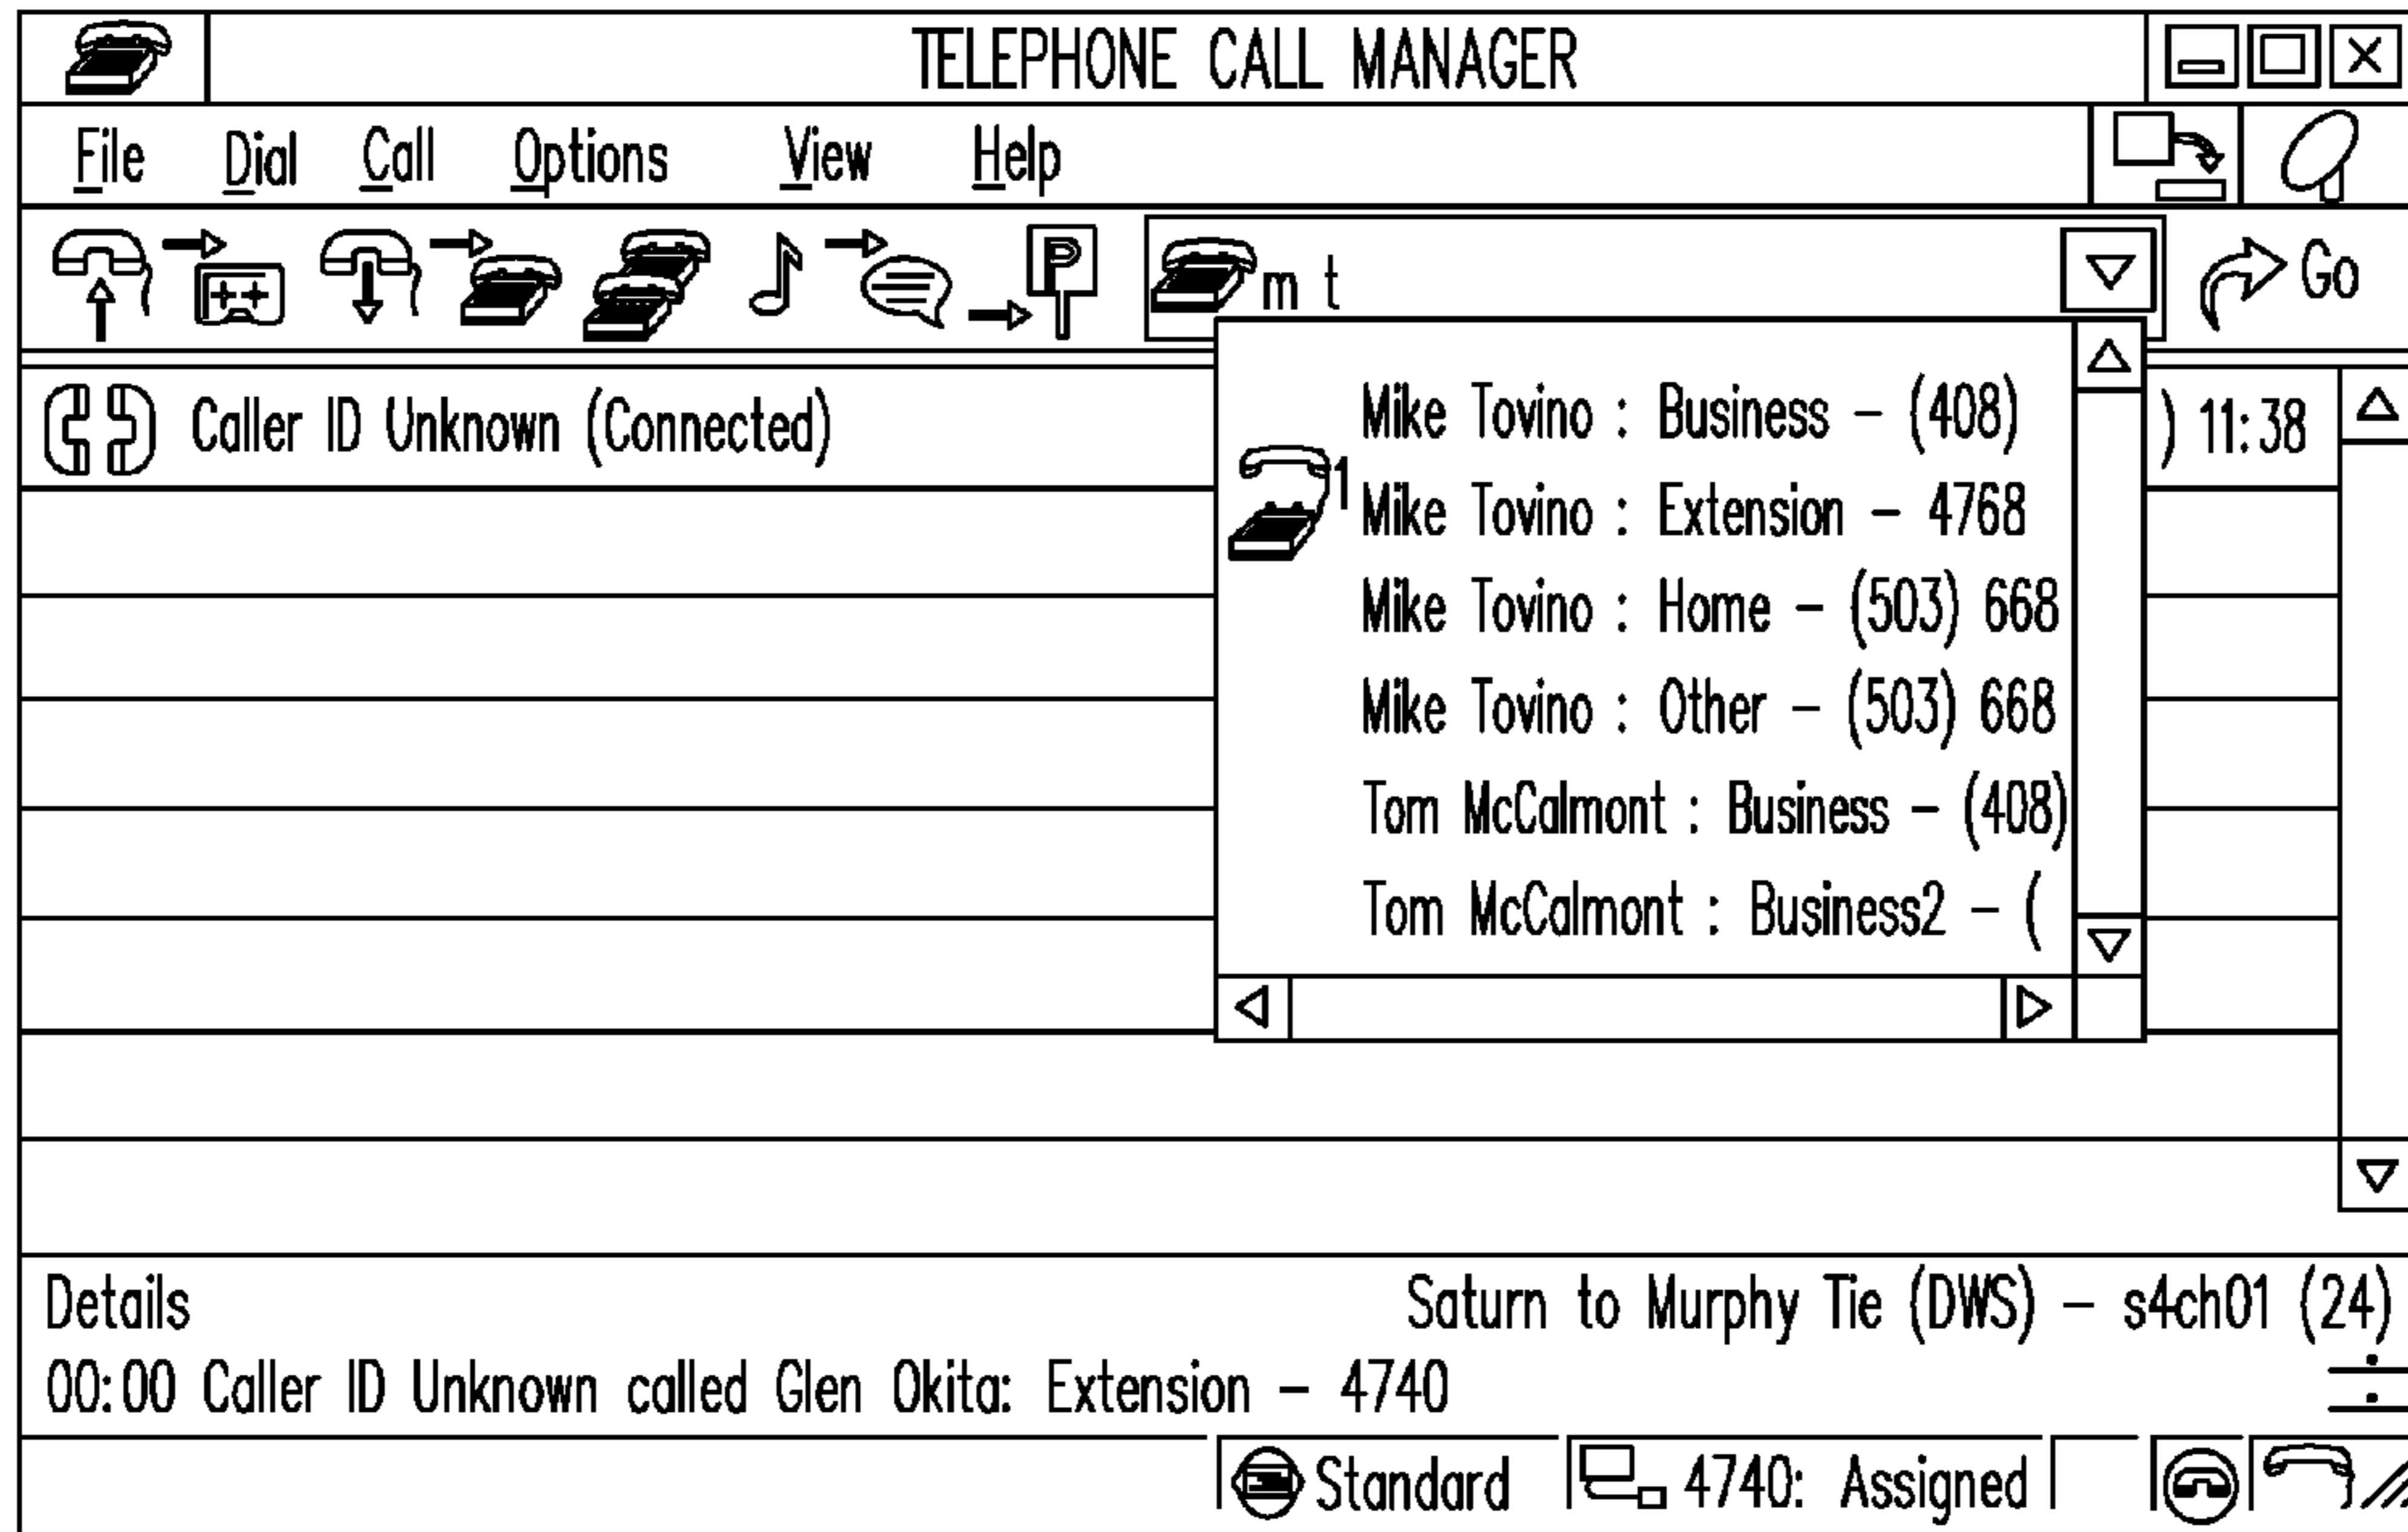 TELEPHONE CALL MANAGER
File Dial Call Options View Help
P m t Go
Caller ID Unknown (Connected) ) 11:38
Mike Tovino : Business – (408)
1
Mike Tovino : Extension – 4768
Mike Tovino : Home – (503) 668
Mike Tovino : Other – (503) 668
Tom McCalmont : Business – (408)
Tom McCalmont : Business2 – (
Details Saturn to Murphy Tie (DWS) – s4ch01 (24)
00:00 Caller ID Unknown called Glen Okita: Extension – 4740
Standard 4740: Assigned